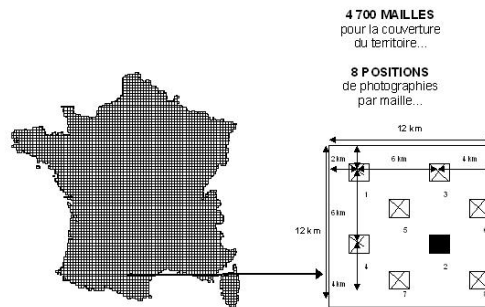 4 700 MAILLES
pour la couverture
du territoire...
8 POSITIONS
de photographies
par maille...
12 km
2 km
6 km
4 km
1
3
6 km
5
12 km
4
2
4 km
7